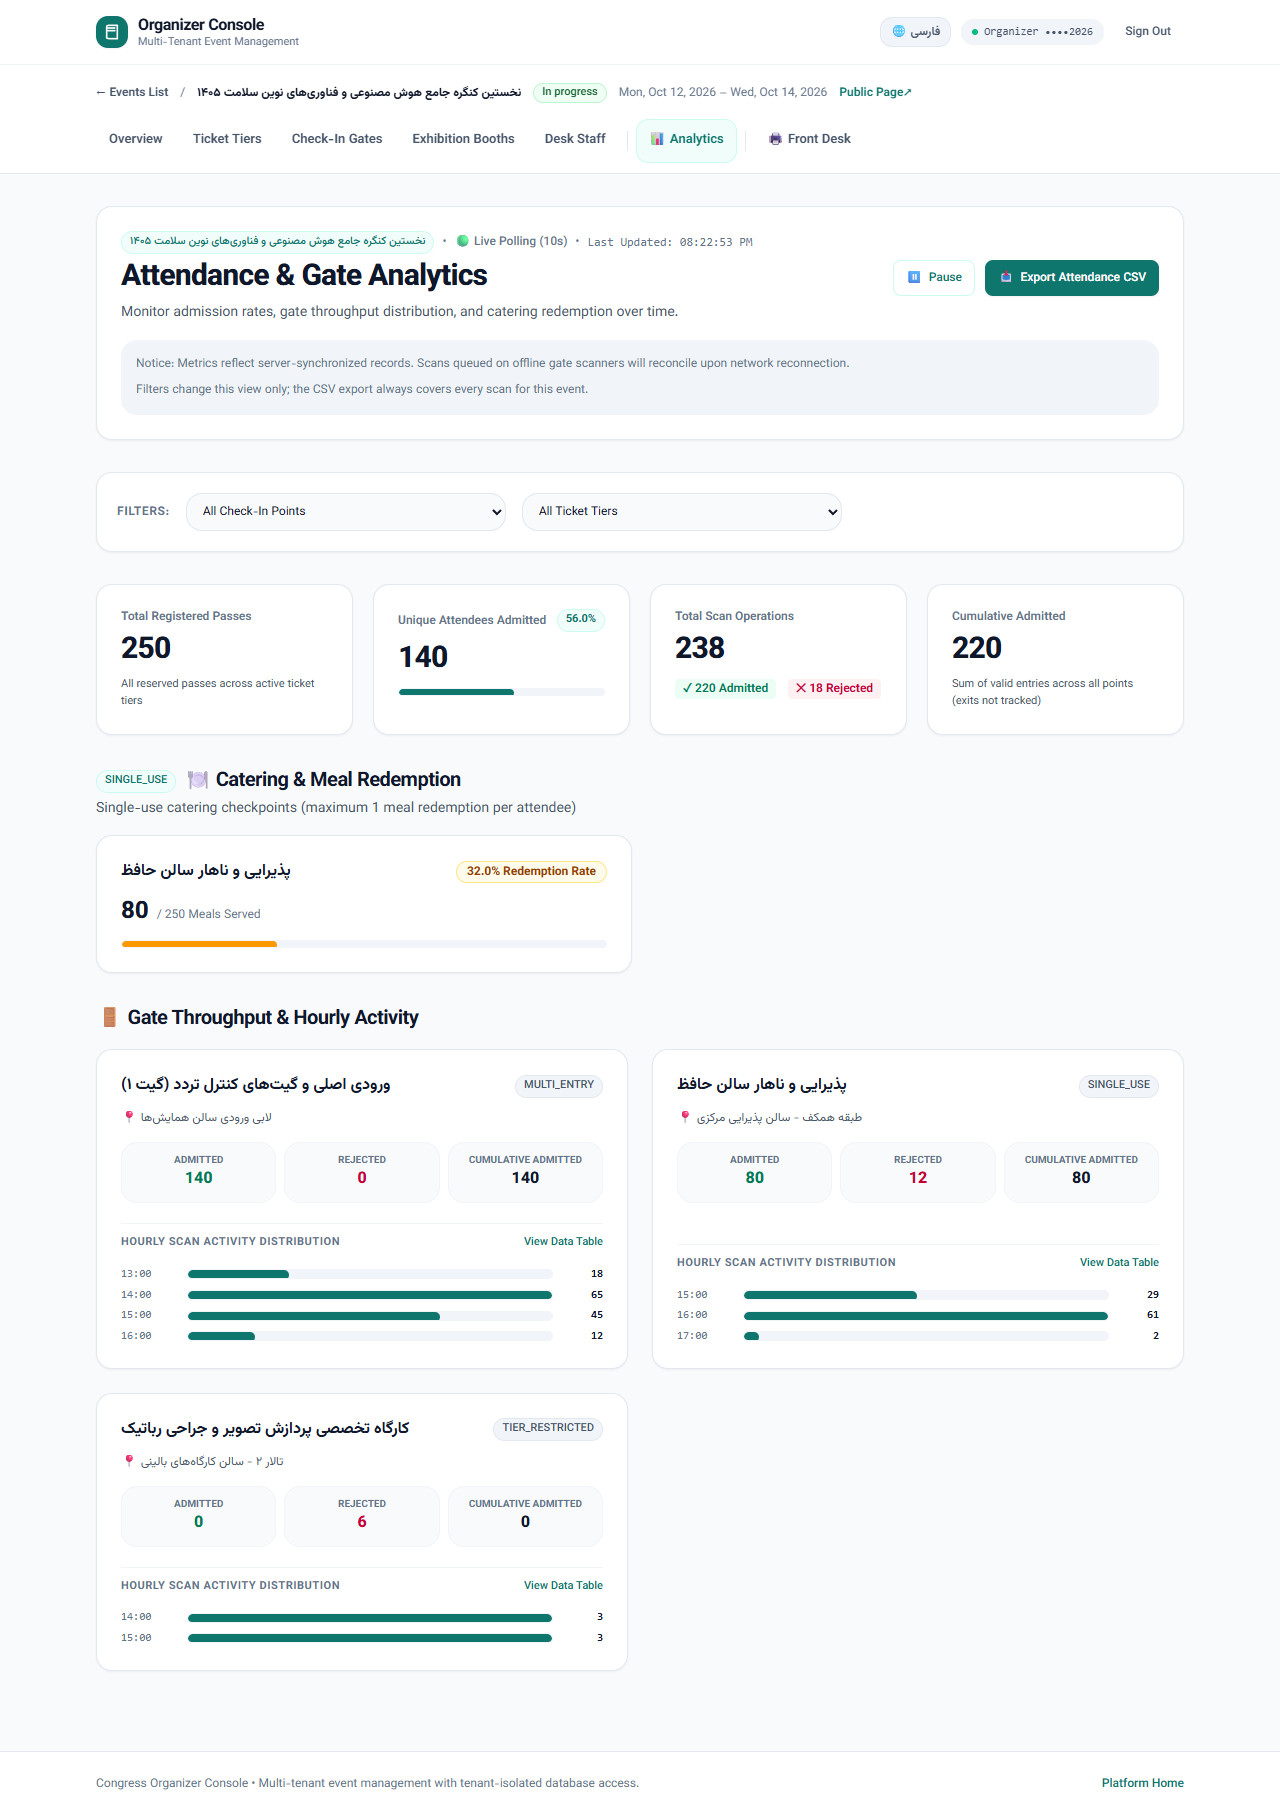 Organizer Console
Multi-Tenant Event Management
فارسی
Organizer ••••2026
Sign Out
← Events List / نخستین کنگره جامع هوش مصنوعی و فناوری‌های نوین سلامت ۱۴۰۵ In progress Mon, Oct 12, 2026 – Wed, Oct 14, 2026 Public Page↗
Overview Ticket Tiers Check-In Gates Exhibition Booths Desk Staff Analytics Front Desk
نخستین کنگره جامع هوش مصنوعی و فناوری‌های نوین سلامت ۱۴۰۵ • Live Polling (10s) • Last Updated: 08:22:53 PM
Attendance & Gate Analytics
Pause
Export Attendance CSV
Monitor admission rates, gate throughput distribution, and catering redemption over time.
Notice: Metrics reflect server-synchronized records. Scans queued on offline gate scanners will reconcile upon network reconnection.
Filters change this view only; the CSV export always covers every scan for this event.
FILTERS: All Check-In Points All Ticket Tiers
Total Registered Passes
250
All reserved passes across active ticket
tiers
Unique Attendees Admitted 56.0%
140
Total Scan Operations
238
✓ 220 Admitted ✕ 18 Rejected
Cumulative Admitted
220
Sum of valid entries across all points
(exits not tracked)
SINGLE_USE Catering & Meal Redemption
Single-use catering checkpoints (maximum 1 meal redemption per attendee)
پذیرایی و ناهار سالن حافظ
32.0% Redemption Rate
80 / 250 Meals Served
Gate Throughput & Hourly Activity
ورودی اصلی و گیت‌های کنترل تردد (گیت ۱)
MULTI_ENTRY
لابی ورودی سالن همایش‌ها
ADMITTED REJECTED CUMULATIVE ADMITTED
140 0 140
HOURLY SCAN ACTIVITY DISTRIBUTION View Data Table
13:00 18
14:00 65
15:00 45
16:00 12
پذیرایی و ناهار سالن حافظ
SINGLE_USE
طبقه همکف - سالن پذیرایی مرکزی
ADMITTED REJECTED CUMULATIVE ADMITTED
80 12 80
HOURLY SCAN ACTIVITY DISTRIBUTION View Data Table
15:00 29
16:00 61
17:00 2
کارگاه تخصصی پردازش تصویر و جراحی رباتیک
TIER_RESTRICTED
تالار ۲ - سالن کارگاه‌های بالینی
ADMITTED REJECTED CUMULATIVE ADMITTED
0 6 0
HOURLY SCAN ACTIVITY DISTRIBUTION View Data Table
14:00 3
15:00 3
Congress Organizer Console • Multi-tenant event management with tenant-isolated database access.
Platform Home